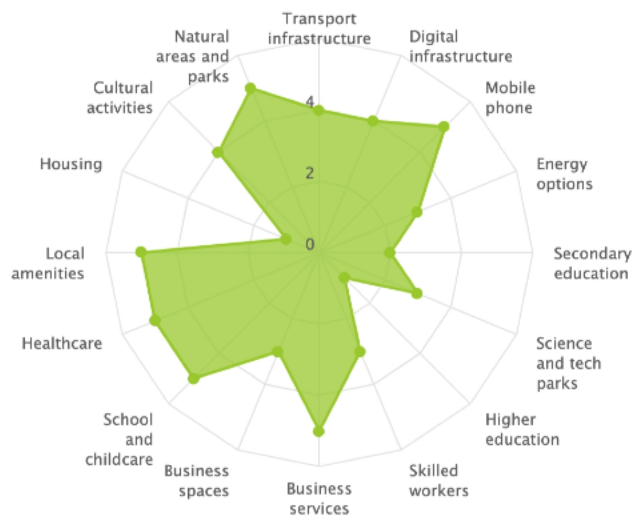 Transport
infrastructure
Digital
infrastructure
Mobile
phone
Energy
options
Secondary
education
Science
and tech
parks
Higher
education
Skilled
workers
Business
services
Business
spaces
School
and
childcare
Healthcare
Local
amenities
Housing
Cultural
activities
Natural
areas and
parks
4
2
0